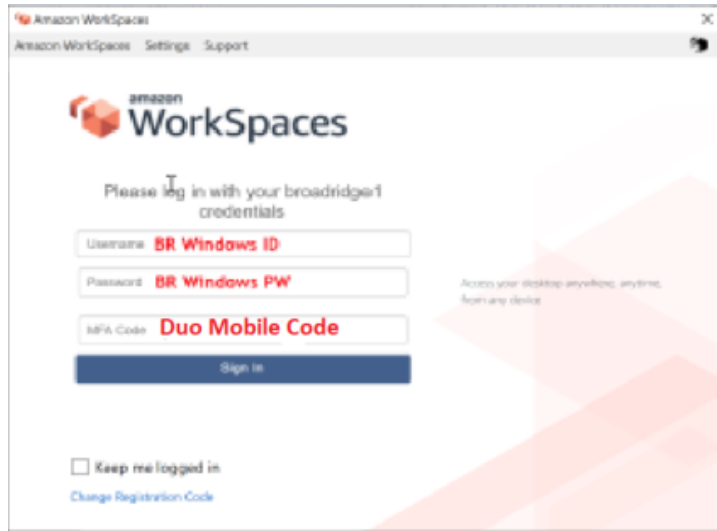 Amazon WorkSpaces
Amazon WorkSpaces Settings Support
amazon
WorkSpaces
Please log in with your broadridger1
credentials
Username BR Windows ID
Password BR Windows PW
Access your desktop anywhere, anytime,
from any device
MFA Code Duo Mobile Code
Sign In
Keep me logged in
Change Registration Code